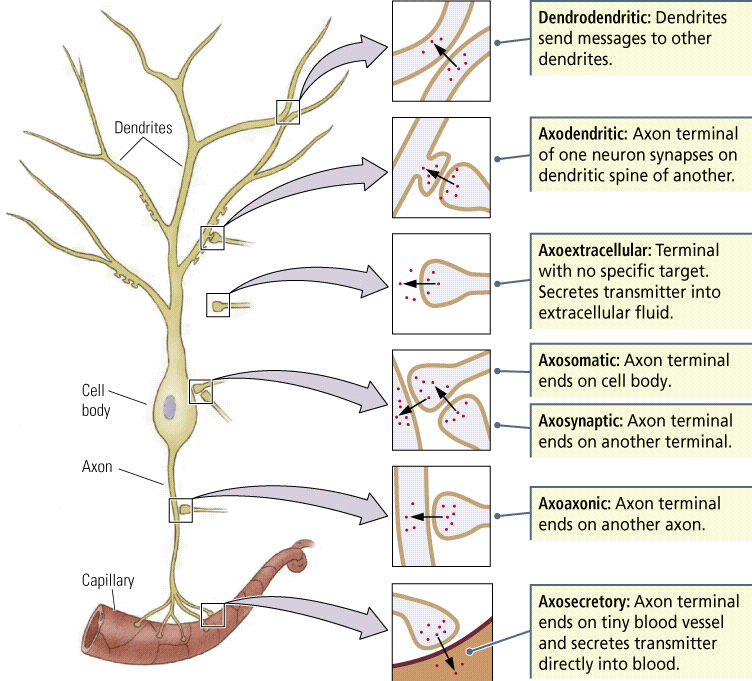 Dendrodendritic: Dendrites
send messages to other
dendrites.
Dendrites
Axodendritic: Axon terminal
of one neuron synapses on
dendritic spine of another.
Axoextracellular: Terminal
with no specific target.
Secretes transmitter into
extracellular fluid.
Cell
body
Axosomatic: Axon terminal
ends on cell body.
Axosynaptic: Axon terminal
ends on another terminal.
Axon
Axoaxonic: Axon terminal
ends on another axon.
Capillary
Axosecretory: Axon terminal
ends on tiny blood vessel
and secretes transmitter
directly into blood.